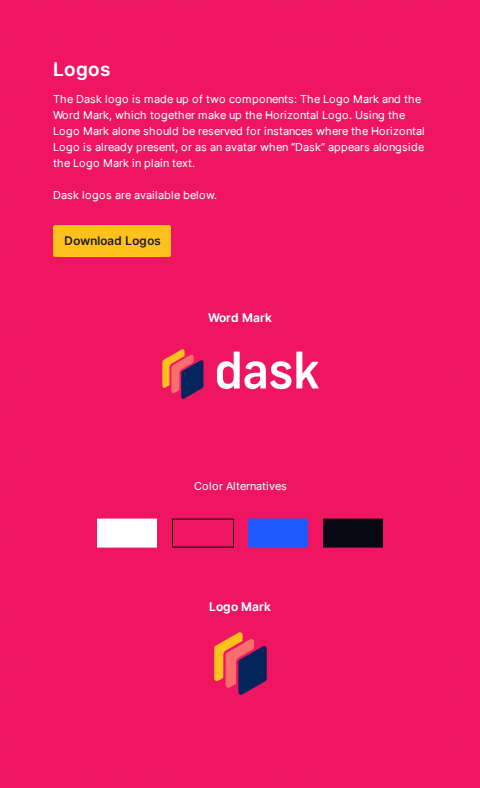 Logos
The Dask logo is made up of two components: The Logo Mark and the
Word Mark, which together make up the Horizontal Logo. Using the
Logo Mark alone should be reserved for instances where the Horizontal
Logo is already present, or as an avatar when “Dask” appears alongside
the Logo Mark in plain text.
Dask logos are available below.
Download Logos
Word Mark
dask
Color Alternatives
Logo Mark